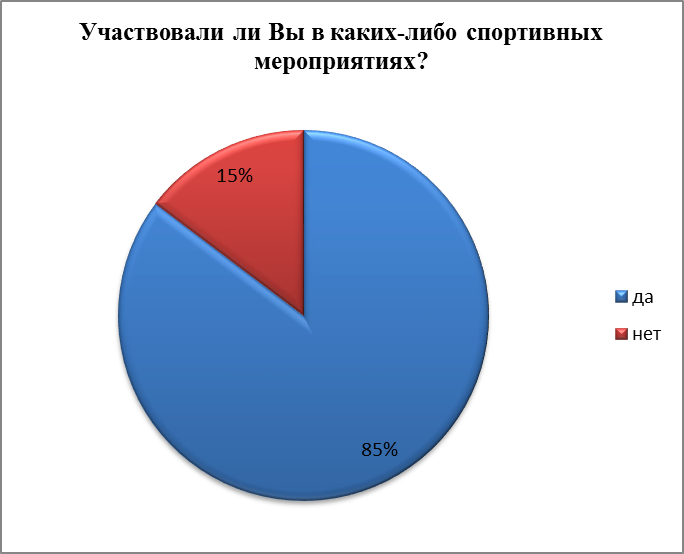 Участвовали ли Вы в каких-либо спортивных
мероприятиях?
15%
да
нет
85%